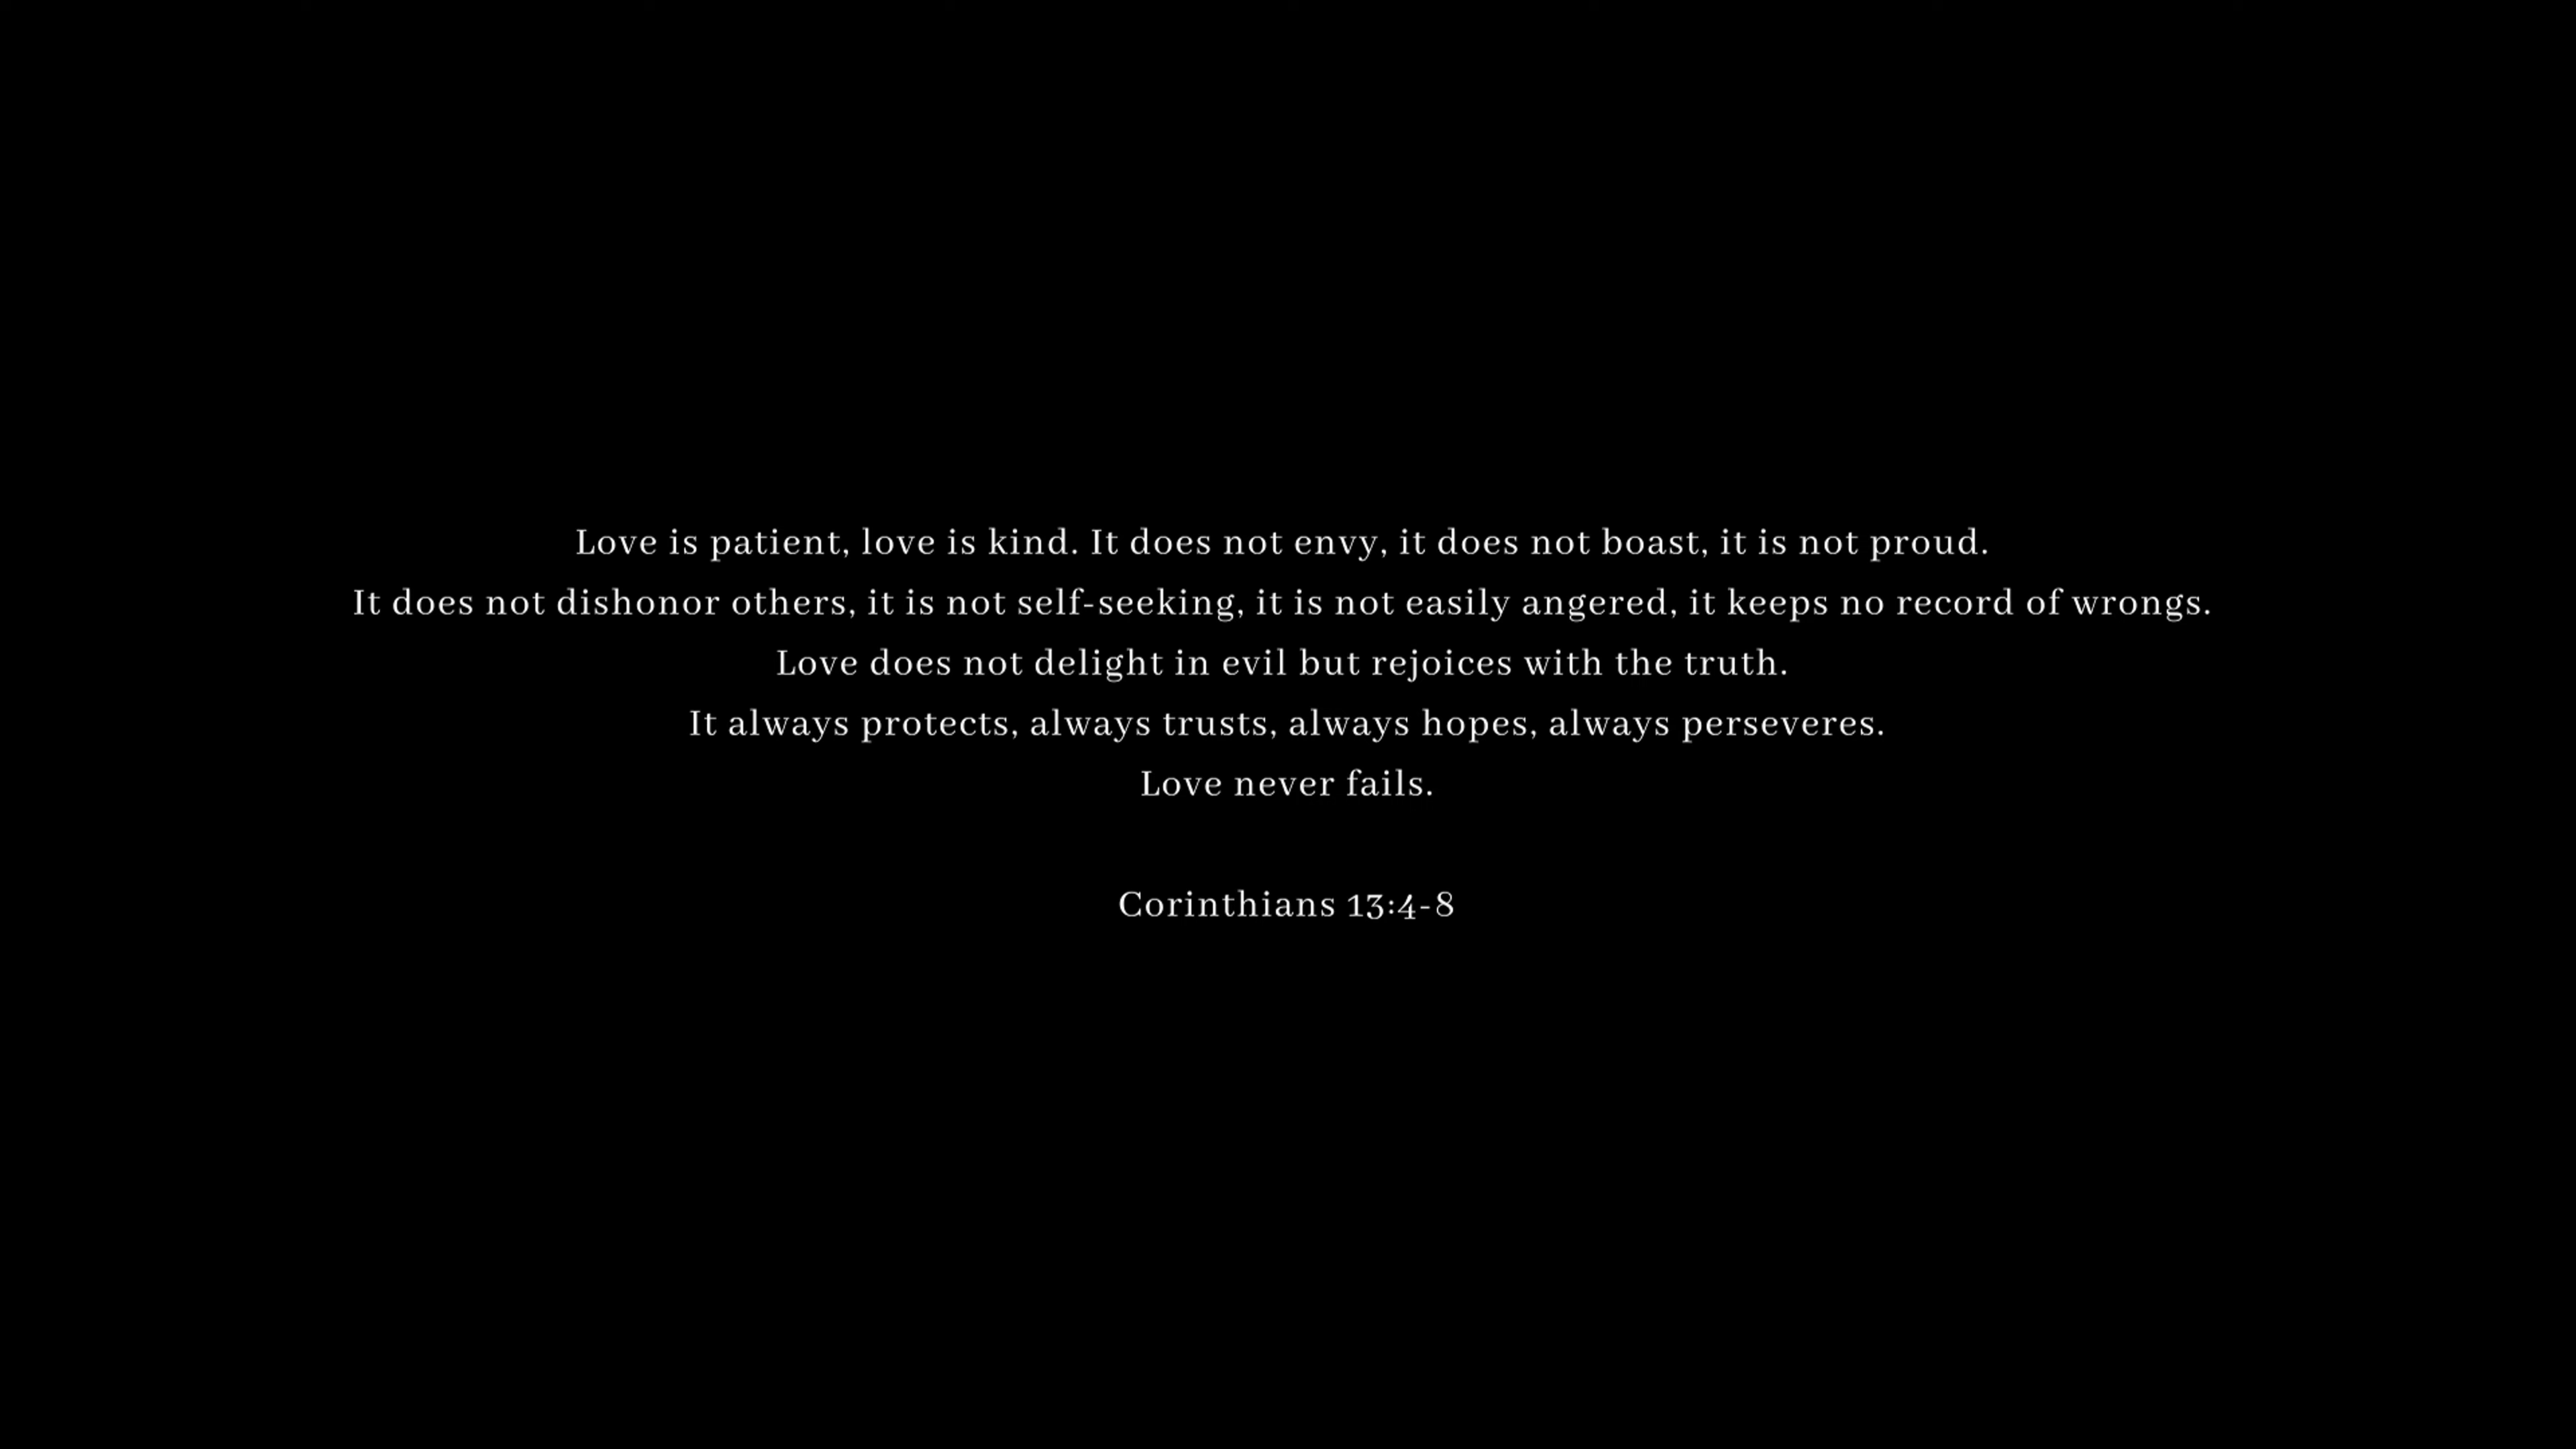 Love is patient, love is kind. It does not envy, it does not boast, it is not proud.
It does not dishonor others, it is not self-seeking, it is not easily angered, it keeps no record of wrongs.
Love does not delight in evil but rejoices with the truth.
It always protects, always trusts, always hopes, always perseveres.
Love never fails.
Corinthians 13:4-8